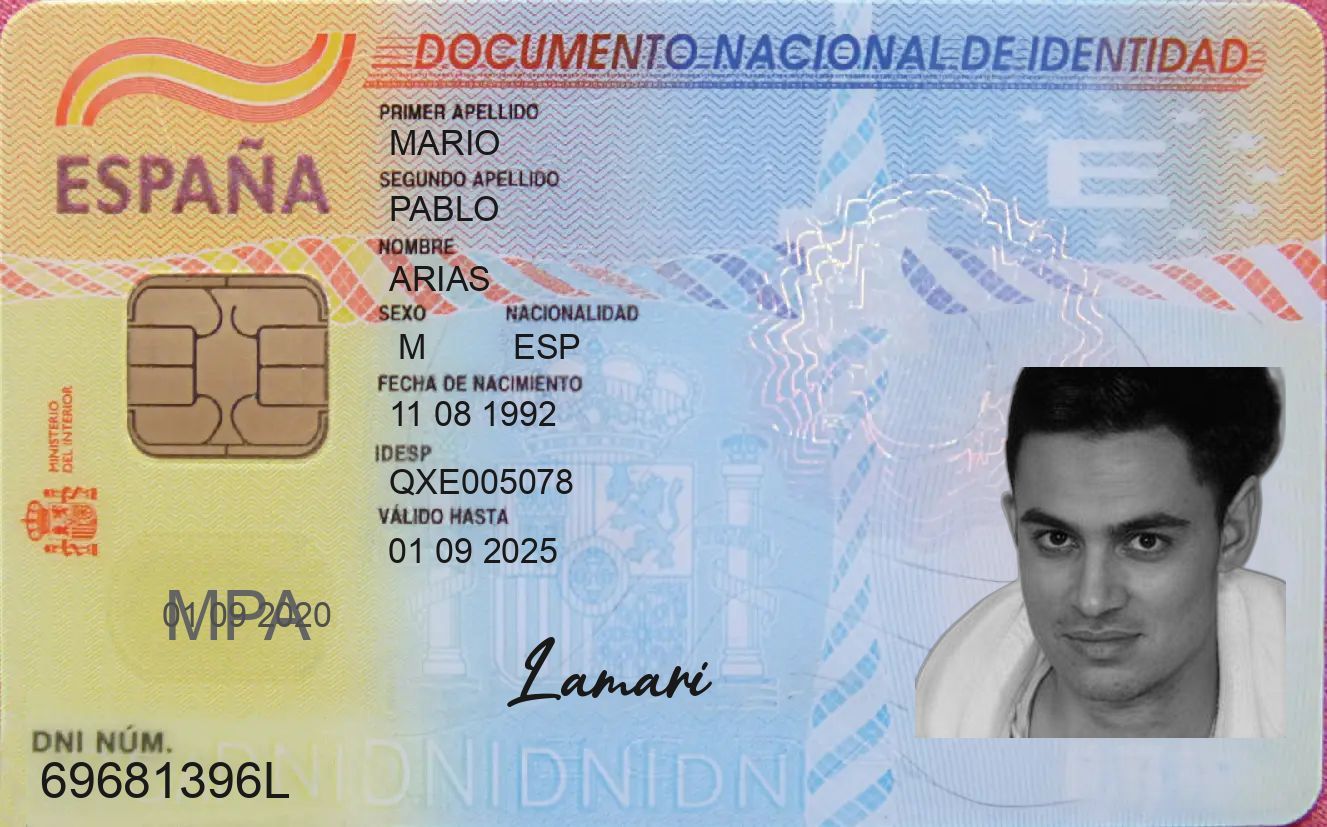 DOCUMENTO NACIONAL DE IDENTIDAD
ESPAÑA
PRIMER APELLIDO
MARIO
SEGUNDO APELLIDO
PABLO
NOMBRE
ARIAS
SEXO NACIONALIDAD
M ESP
FECHA DE NACIMIENTO
11 08 1992
IDESP
QXE005078
VÁLIDO HASTA
01 09 2025
MINISTERIO
DEL INTERIOR
E
MPA
01 09 2020
Lamari
DNI NÚM.
69681396L
DNIDNIDNIDNI